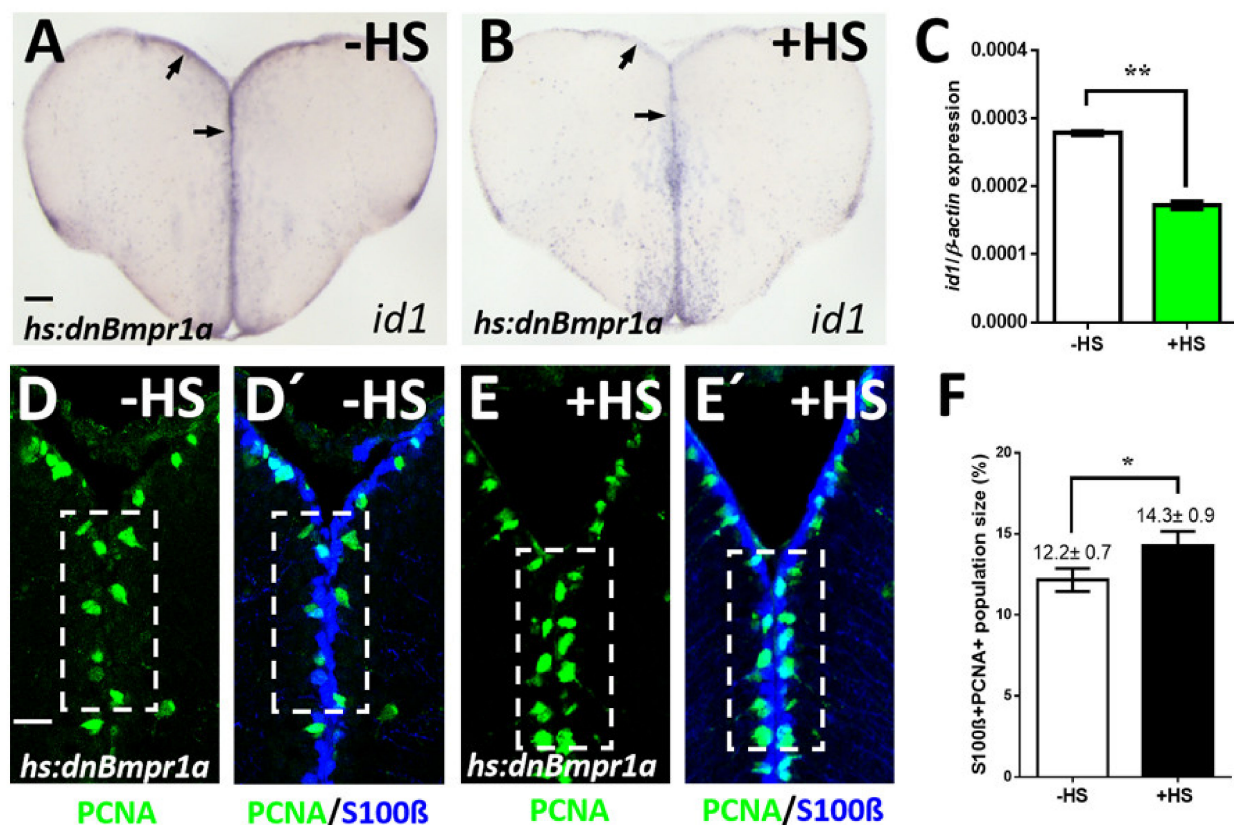 A -HS
hs:dnBmpr1a id1
B +HS
hs:dnBmpr1a id1
C
id1/β-actin expression
0.0004
0.0003
0.0002
0.0001
0.0000
**
-HS +HS
D -HS
hs:dnBmpr1a
PCNA
D´ -HS
PCNA/S100ß
E +HS
hs:dnBmpr1a
PCNA
E´ +HS
PCNA/S100ß
F
S100ß+PCNA+ population size (%)
20
15
10
5
0
*
12.2± 0.7
14.3± 0.9
-HS +HS